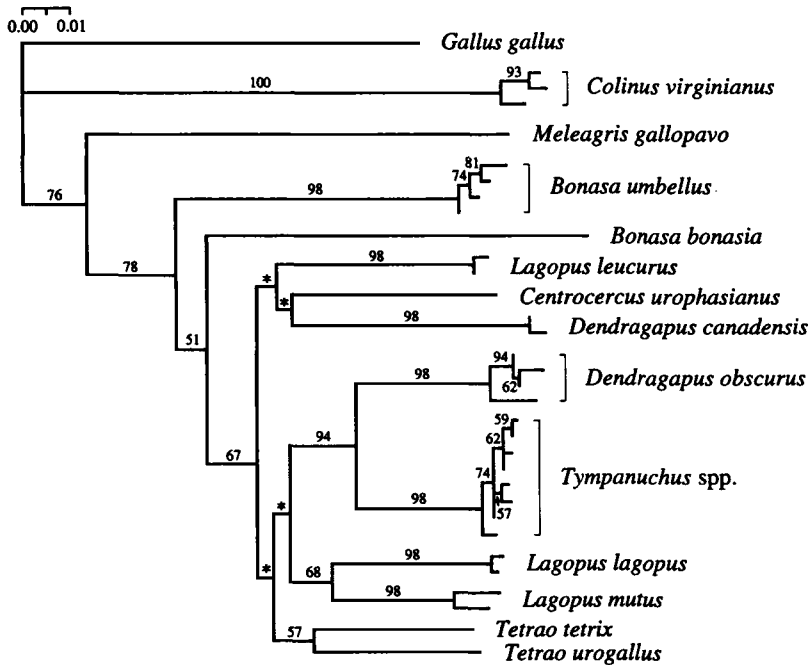 0.00 0.01
Gallus gallus
93
100
Colinus virginianus
Meleagris gallopavo
76
81
74
98
Bonasa umbellus
78
Bonasa bonasia
98
Lagopus leucurus
*
*
Centrocercus urophasianus
98
Dendragapus canadensis
51
94
98
62
Dendragapus obscurus
59
62
94
67
74
Tympanuchus spp.
98
57
*
*
98
Lagopus lagopus
68
98
Lagopus mutus
57
Tetrao tetrix
Tetrao urogallus